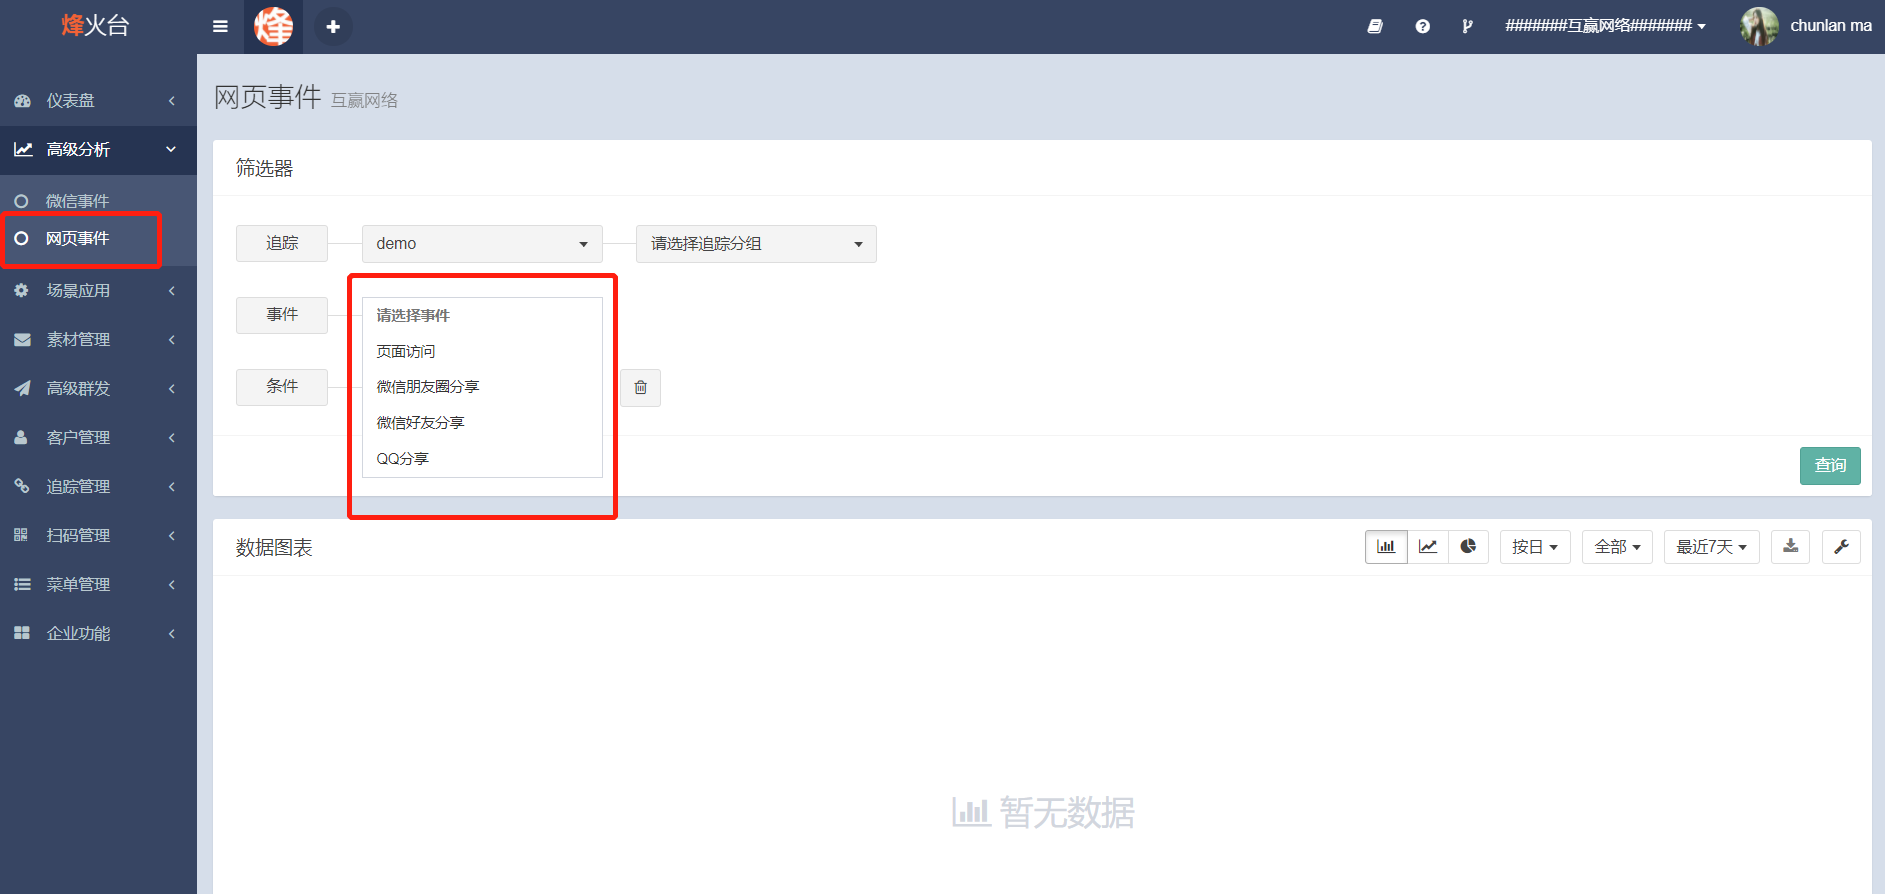 烽火台
烽
#######互赢网络#######
chunlan ma
仪表盘
高级分析
微信事件
网页事件
场景应用
素材管理
高级群发
客户管理
追踪管理
扫码管理
菜单管理
企业功能
网页事件 互赢网络
筛选器
追踪 demo 请选择追踪分组
事件
请选择事件
页面访问
微信朋友圈分享
微信好友分享
QQ分享
条件
查询
数据图表
按日 全部 最近7天
暂无数据